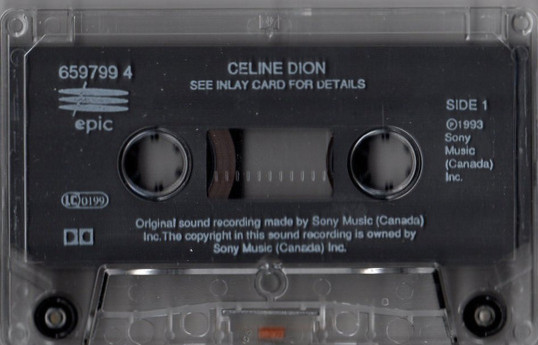 659799 4
CELINE DION
SEE INLAY CARD FOR DETAILS
epic
SIDE 1
℗1993
Sony
Music
(Canada)
Inc.
LC 0199
Original sound recording made by Sony Music (Canada)
Inc.The copyright in this sound recording is owned by
Sony Music (Canada) Inc.